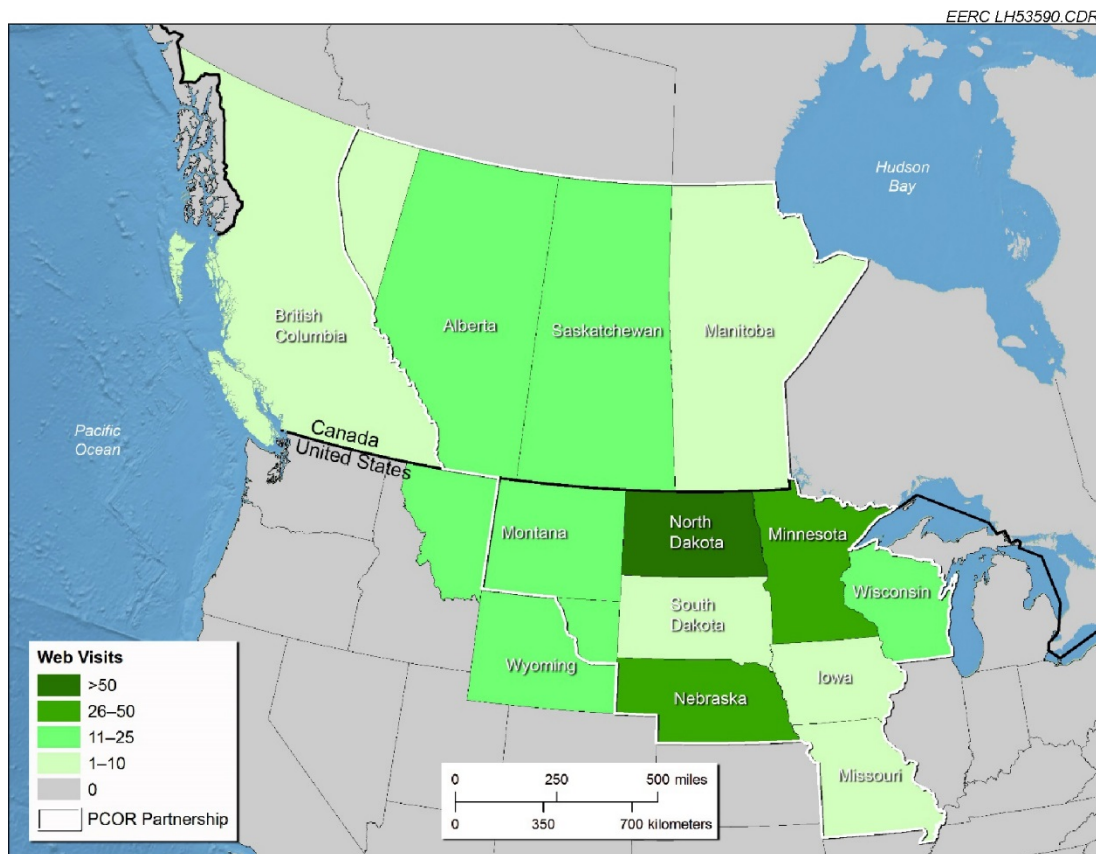 EERC LH53590.CDR
Hudson
Bay
British
Columbia
Alberta
Saskatchewan
Manitoba
Pacific
Ocean
Canada
United States
Montana
North
Dakota
Minnesota
South
Dakota
Wisconsin
Wyoming
Nebraska
Iowa
Missouri
Web Visits
>50
26–50
11–25
1–10
0
PCOR Partnership
0 250 500 miles
0 350 700 kilometers